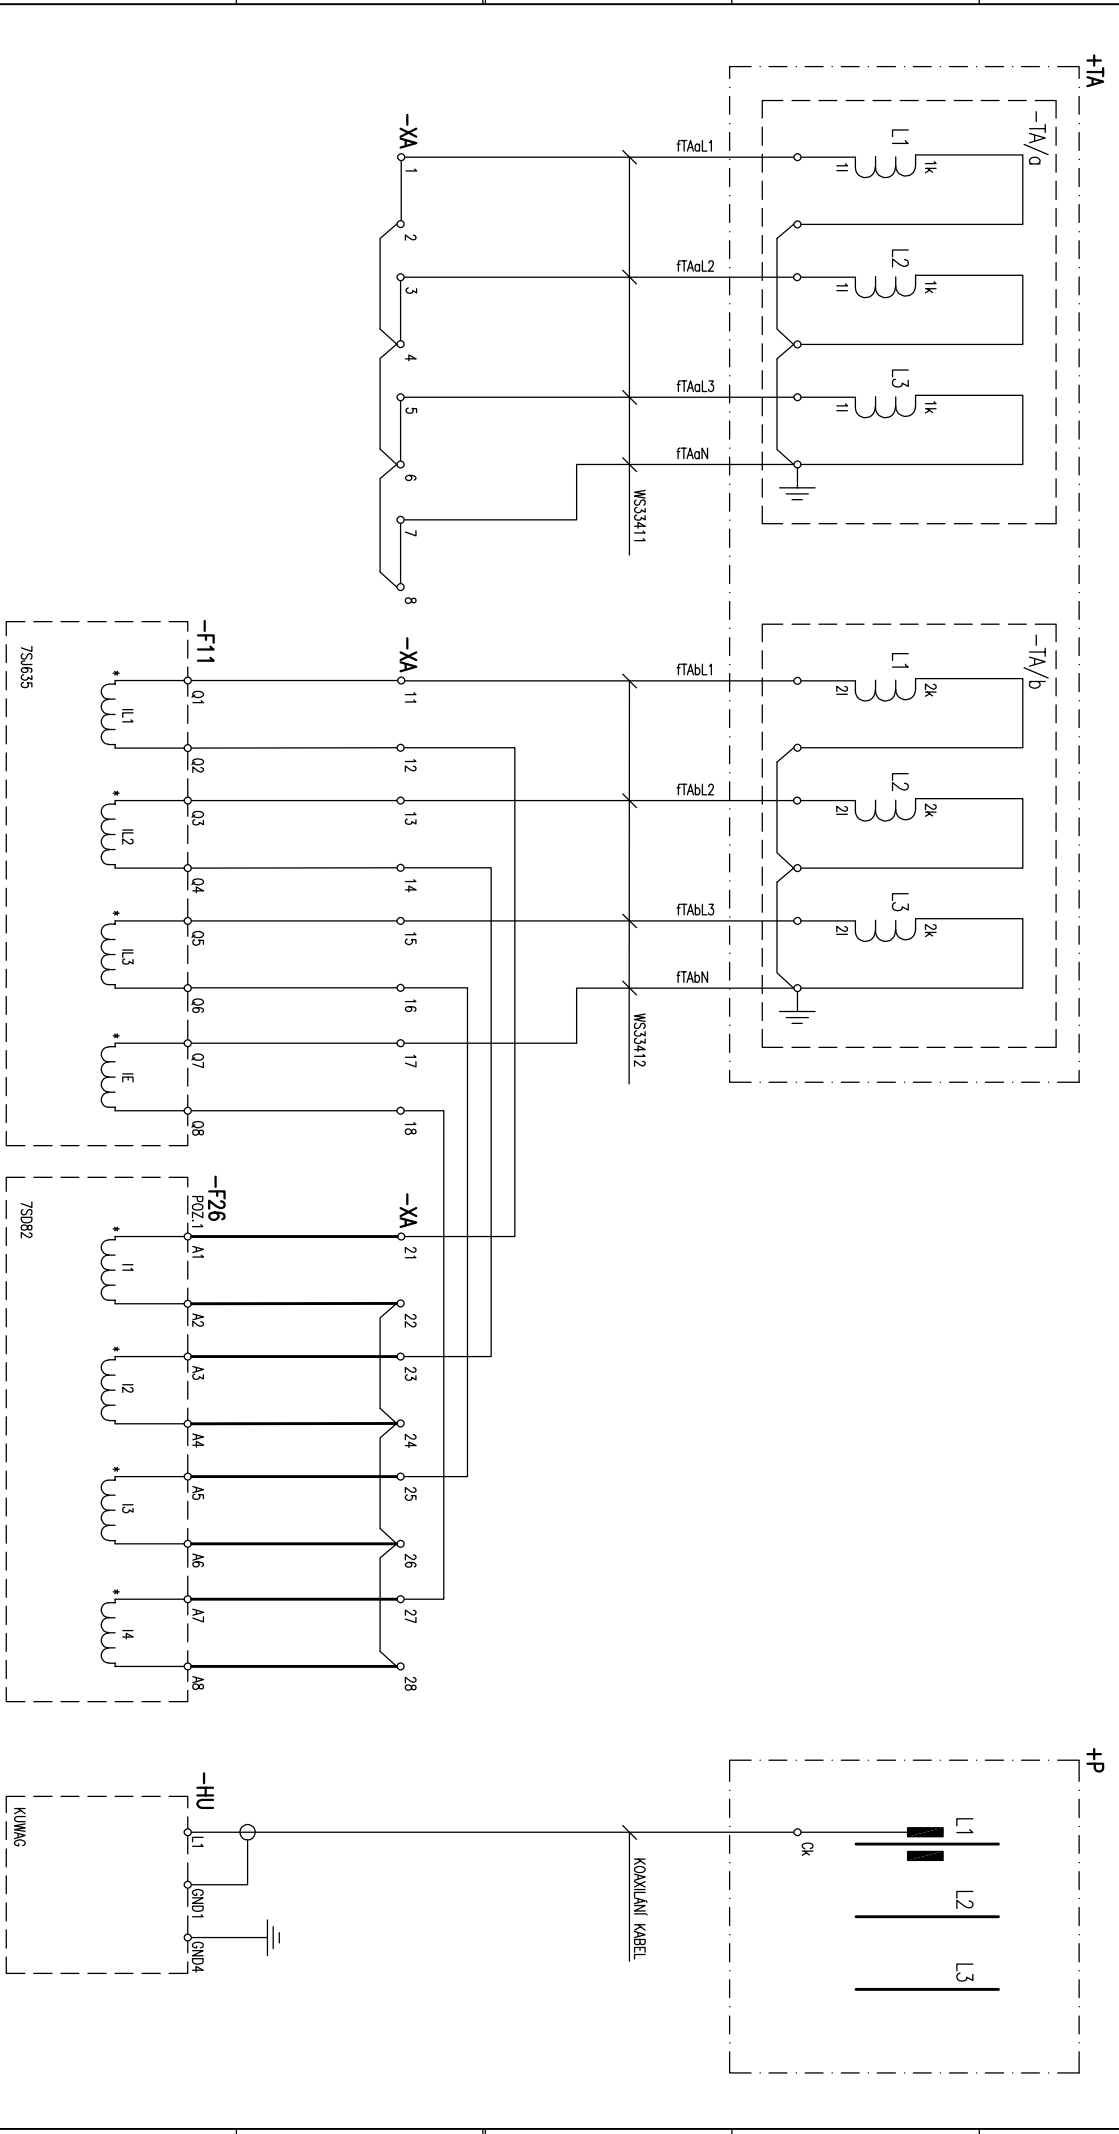 +TA
-TA/a
L1
1l
1k
L2
1l
1k
L3
1l
1k
fTAaL1
fTAaL2
fTAaL3
fTAaN
WS33411
-XA
1
2
3
4
5
6
7
8
-TA/b
L1
2l
2k
L2
2l
2k
L3
2l
2k
fTAbL1
fTAbL2
fTAbL3
fTAbN
WS33412
-XA
11
12
13
14
15
16
17
18
-F11
Q1
Q2
Q3
Q4
Q5
Q6
Q7
Q8
* IL1
* IL2
* IL3
* IE
7SJ635
-XA
21
22
23
24
25
26
27
28
-F26
POZ.1
A1
A2
A3
A4
A5
A6
A7
A8
* I1
* I2
* I3
* I4
7SD82
+P
L1
L2
L3
Ck
KOAXILÁNÍ KABEL
-HU
L1
GND1
GND4
KUWAG